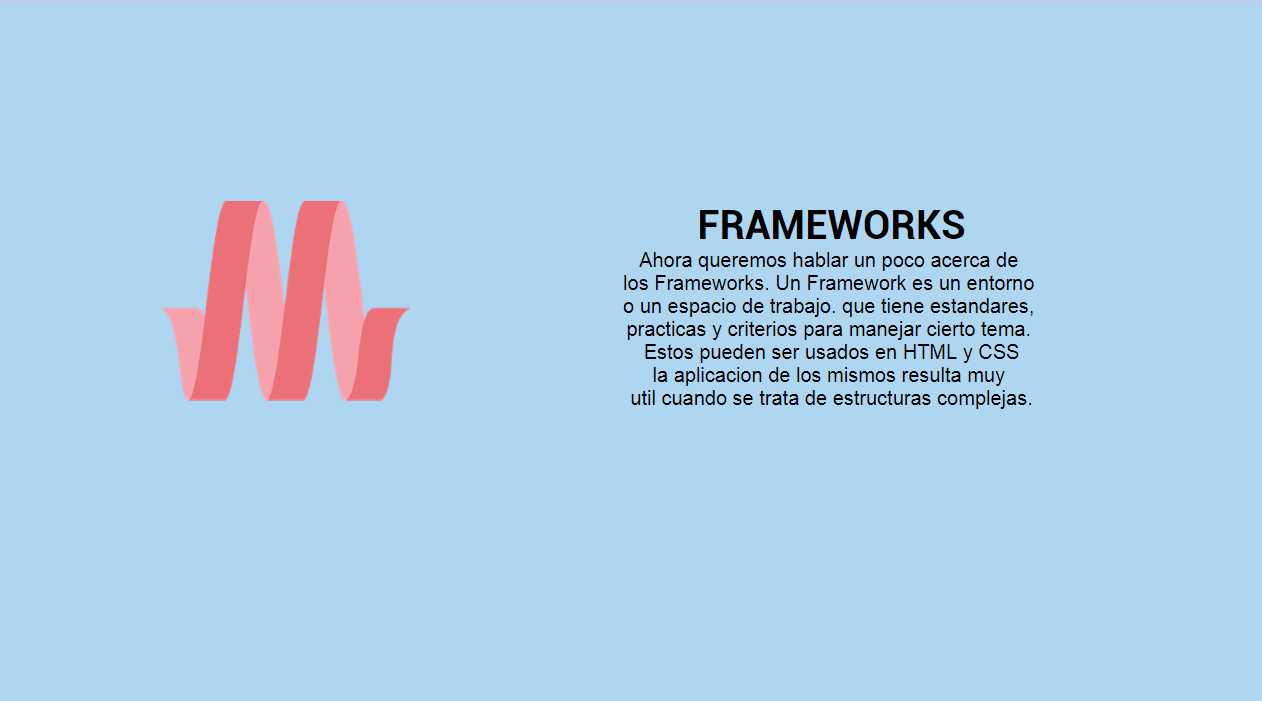 FRAMEWORKS
Ahora queremos hablar un poco acerca de
los Frameworks. Un Framework es un entorno
o un espacio de trabajo. que tiene estandares,
practicas y criterios para manejar cierto tema.
Estos pueden ser usados en HTML y CSS
la aplicacion de los mismos resulta muy
util cuando se trata de estructuras complejas.